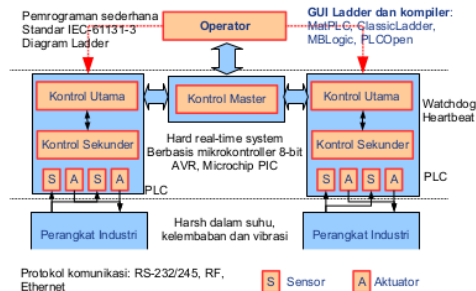 Pemrograman sederhana
Standar IEC-61131-3
Diagram Ladder
Operator
GUI Ladder dan kompiler:
MatPLC, ClassicLadder,
MBLogic, PLCOpen
Kontrol Utama
Kontrol Master
Kontrol Utama
Watchdog
Heartbeat
Kontrol Sekunder
Hard real-time system
Berbasis mikrokontroller 8-bit
AVR, Microchip PIC
Kontrol Sekunder
S A S A
S A S A
PLC
PLC
Perangkat Industri
Harsh dalam suhu,
kelembaban dan vibrasi
Perangkat Industri
Protokol komunikasi: RS-232/245, RF,
Ethernet
S Sensor
A Aktuator